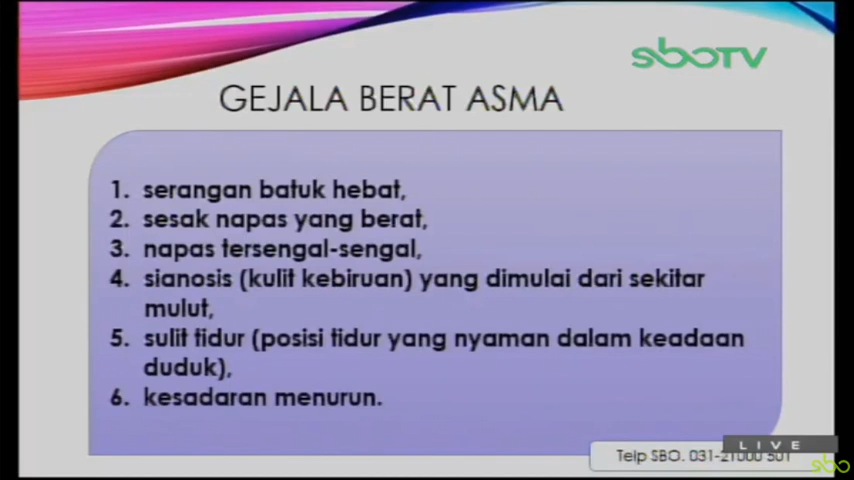 sboTV
GEJALA BERAT ASMA
1. serangan batuk hebat,
2. sesak napas yang berat,
3. napas tersengal-sengal,
4. sianosis (kulit kebiruan) yang dimulai dari sekitar
mulut,
5. sulit tidur (posisi tidur yang nyaman dalam keadaan
duduk),
6. kesadaran menurun.
LIVE
Telp SBO. 031-21000 501
sbo